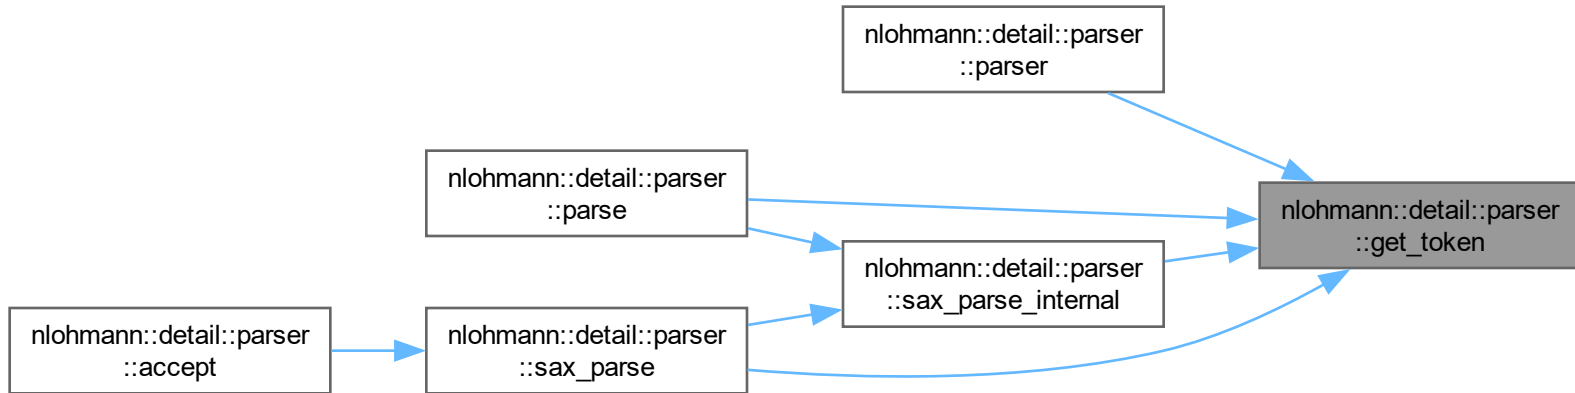 nlohmann::detail::parser
::parser
nlohmann::detail::parser
::parse
nlohmann::detail::parser
::get_token
nlohmann::detail::parser
::sax_parse_internal
nlohmann::detail::parser
::accept
nlohmann::detail::parser
::sax_parse